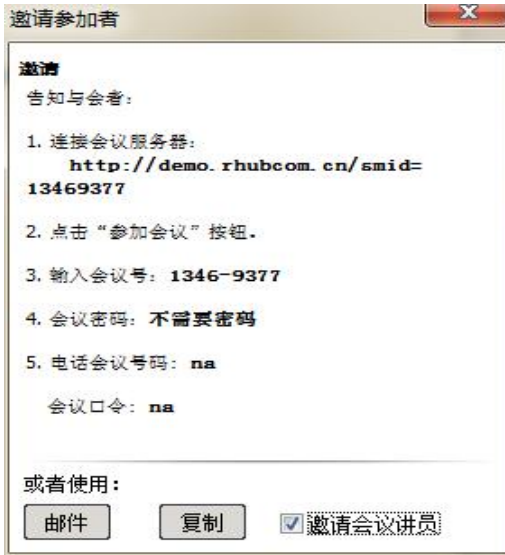 邀请参加者
邀请
告知与会者：
1. 连接会议服务器：
http://demo.rhubcom.cn/smid=
13469377
2. 点击“参加会议”按钮.
3. 输入会议号：1346-9377
4. 会议密码：不需要密码
5. 电话会议号码：na
会议口令：na
或者使用：
邮件 复制 邀请会议讲员